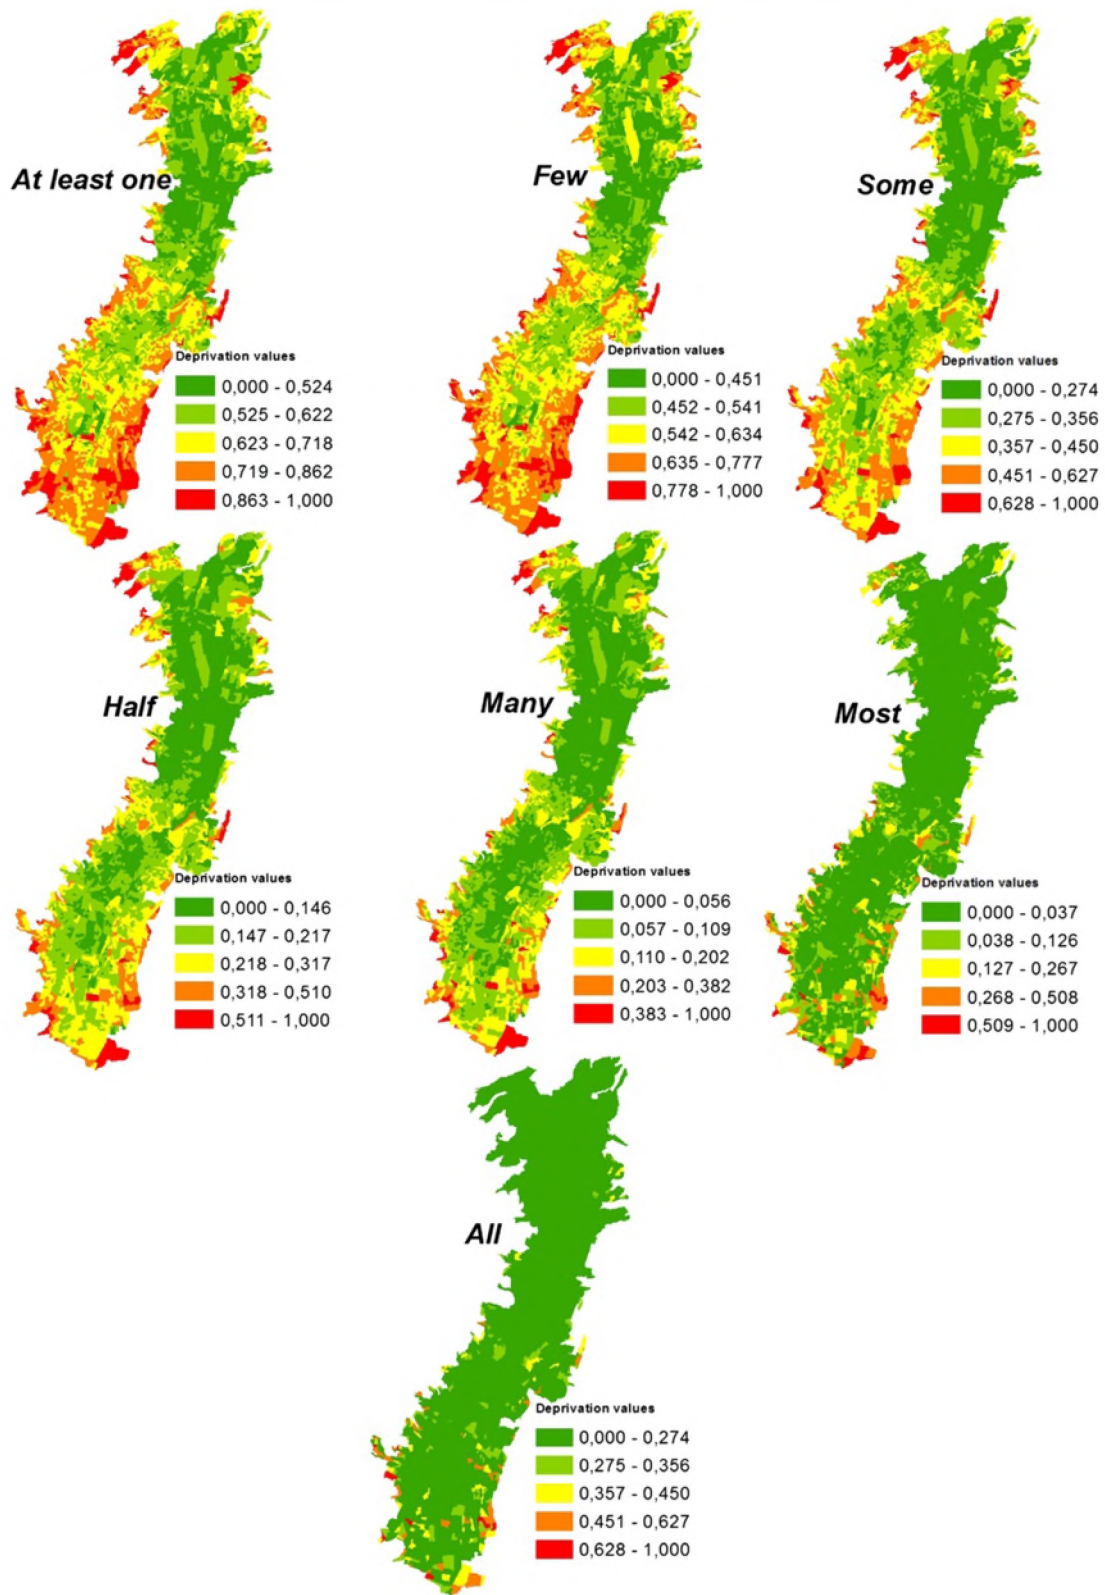 At least one
Deprivation values
0,000 - 0,524
0,525 - 0,622
0,623 - 0,718
0,719 - 0,862
0,863 - 1,000
Few
Deprivation values
0,000 - 0,451
0,452 - 0,541
0,542 - 0,634
0,635 - 0,777
0,778 - 1,000
Some
Deprivation values
0,000 - 0,274
0,275 - 0,356
0,357 - 0,450
0,451 - 0,627
0,628 - 1,000
Half
Deprivation values
0,000 - 0,146
0,147 - 0,217
0,218 - 0,317
0,318 - 0,510
0,511 - 1,000
Many
Deprivation values
0,000 - 0,056
0,057 - 0,109
0,110 - 0,202
0,203 - 0,382
0,383 - 1,000
Most
Deprivation values
0,000 - 0,037
0,038 - 0,126
0,127 - 0,267
0,268 - 0,508
0,509 - 1,000
All
Deprivation values
0,000 - 0,274
0,275 - 0,356
0,357 - 0,450
0,451 - 0,627
0,628 - 1,000